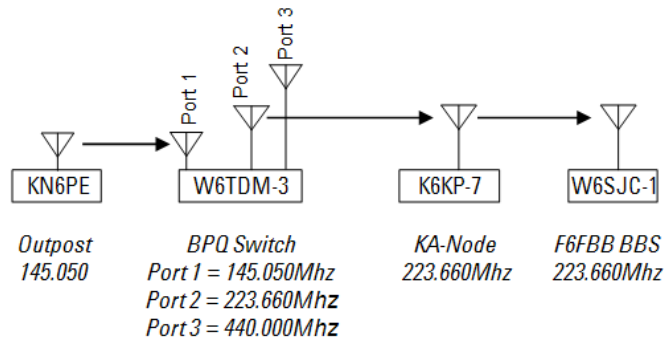 Port 1
Port 2
Port 3
KN6PE
W6TDM-3
K6KP-7
W6SJC-1
Outpost
145.050
BPQ Switch
Port 1 = 145.050Mhz
Port 2 = 223.660Mhz
Port 3 = 440.000Mhz
KA-Node
223.660Mhz
F6FBB BBS
223.660Mhz